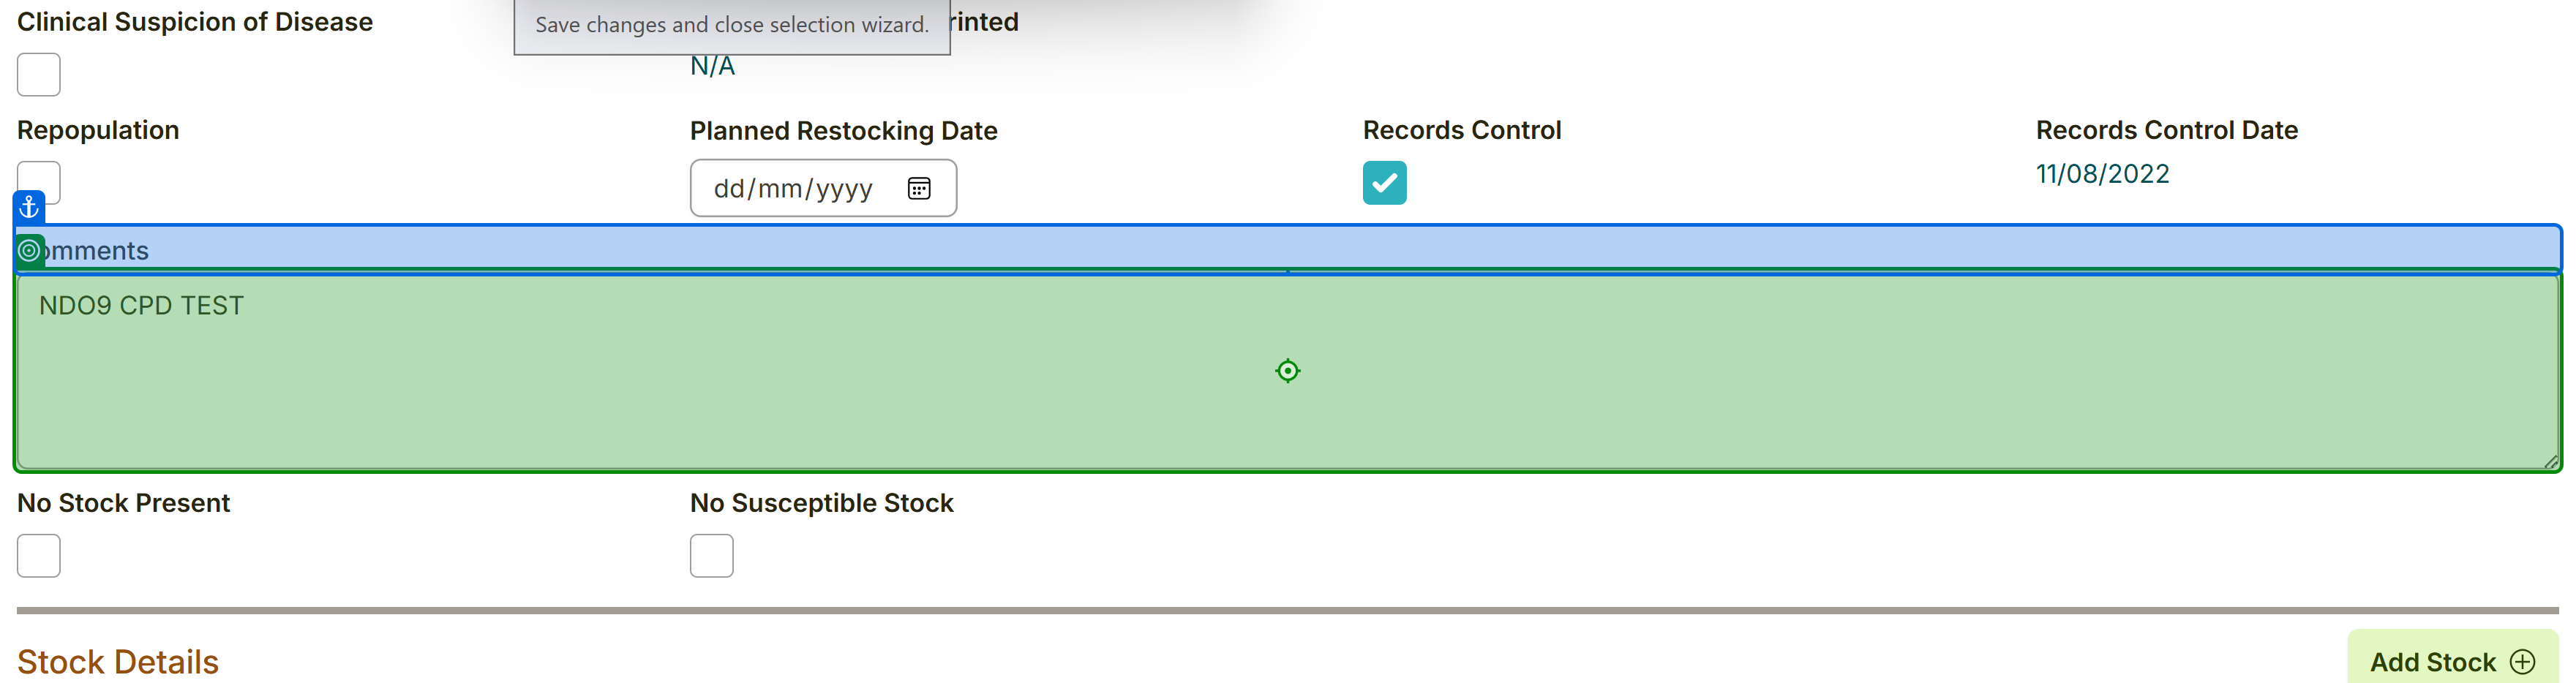 Clinical Suspicion of Disease
Save changes and close selection wizard.
N/A
Repopulation
Planned Restocking Date
Records Control
Records Control Date
dd/mm/yyyy
11/08/2022
omments
NDO9 CPD TEST
No Stock Present
No Susceptible Stock
Stock Details
Add Stock